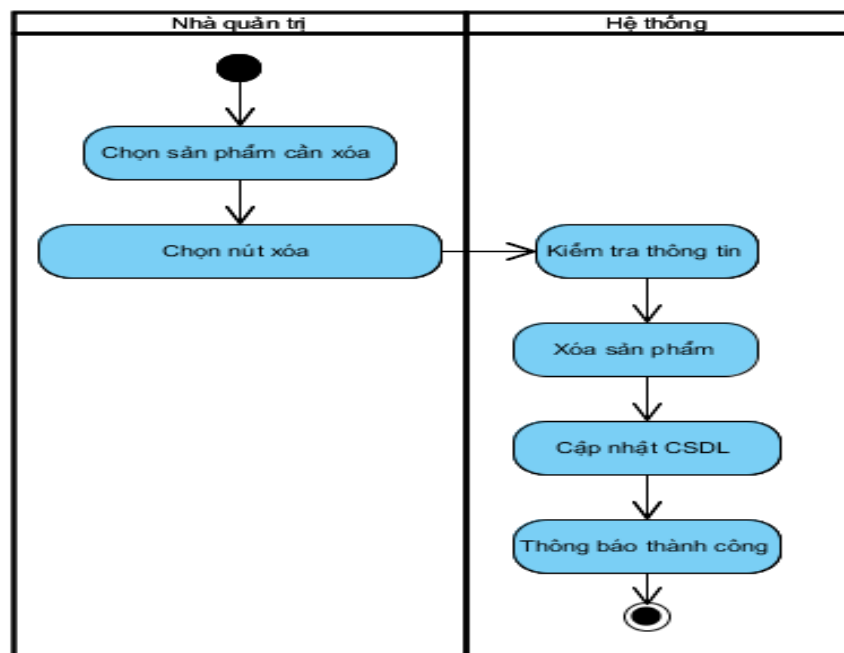 Nhà quản trị
Hệ thống
Chọn sản phẩm cần xóa
Chọn nút xóa
Kiểm tra thông tin
Xóa sản phẩm
Cập nhật CSDL
Thông báo thành công